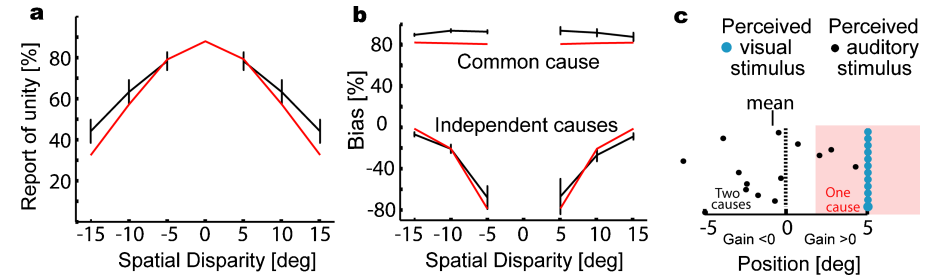 a
Report of unity [%]
80
60
40
20
-15 -10 -5 0 5 10 15
Spatial Disparity [deg]
b
Bias [%]
80
0
-40
-80
Common cause
Independent causes
-15 -10 -5 0 5 10 15
Spatial Disparity [deg]
c
Perceived
visual
stimulus
Perceived
auditory
stimulus
mean
Two
causes
One
cause
-5 0 5
Gain <0 Gain >0
Position [deg]